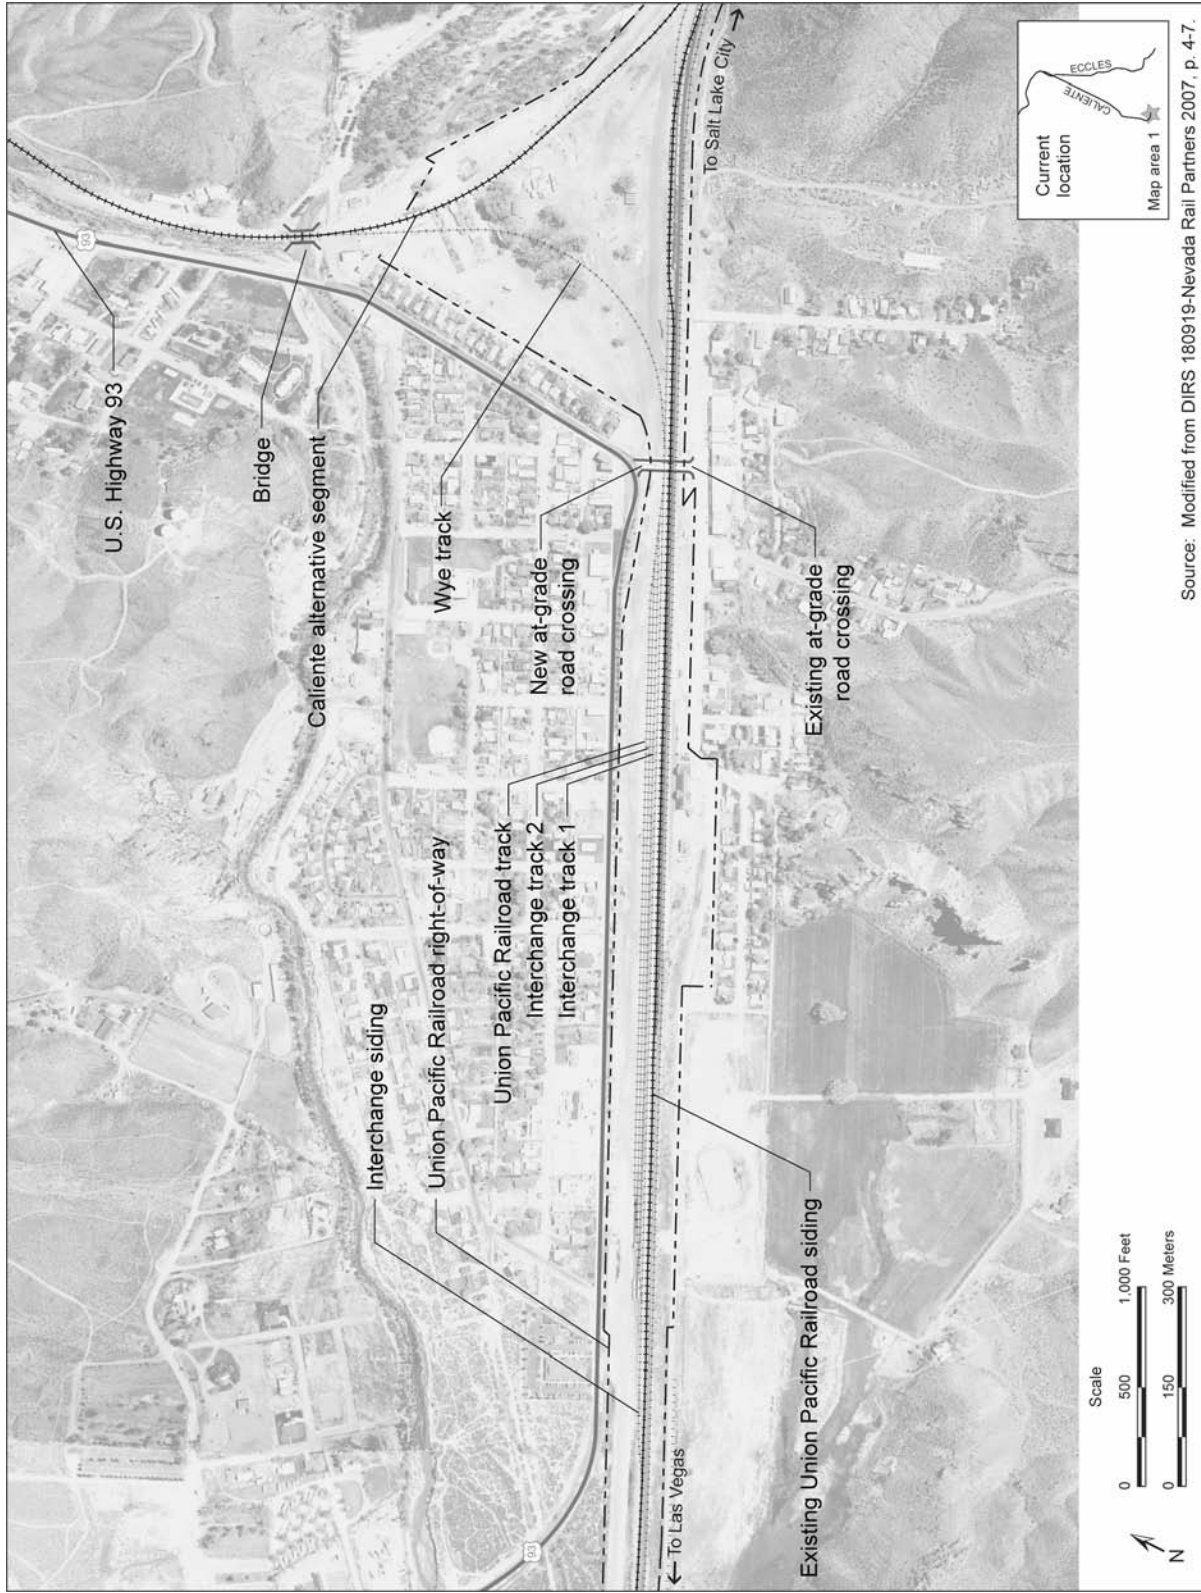 U.S. Highway 93
93
Bridge
Caliente alternative segment
Wye track
New at-grade
road crossing
Interchange siding
Union Pacific Railroad right-of-way
Union Pacific Railroad track
Interchange track 2
Interchange track 1
To Salt Lake City
Existing at-grade
road crossing
93
To Las Vegas
Existing Union Pacific Railroad siding
N
Scale
0 500 1,000 Feet
0 150 300 Meters
Current
location
ECCLES
CALIENTE
Map area 1
Source: Modified from DIRS 180919-Nevada Rail Partners 2007, p. 4-7.